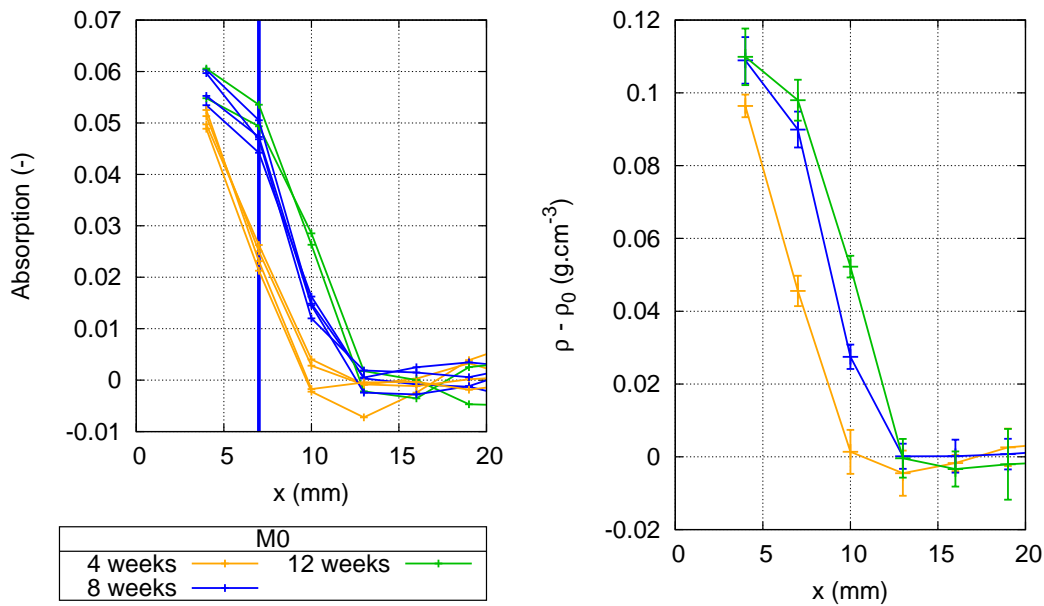 0.07
0.06
0.05
0.04
0.03
0.02
0.01
0
-0.01
0 5 10 15 20
Absorption (-)
x (mm)
M0
4 weeks 12 weeks
8 weeks
0.12
0.1
0.08
0.06
0.04
0.02
0
-0.02
0 5 10 15 20
ρ - ρ₀ (g.cm⁻³)
x (mm)